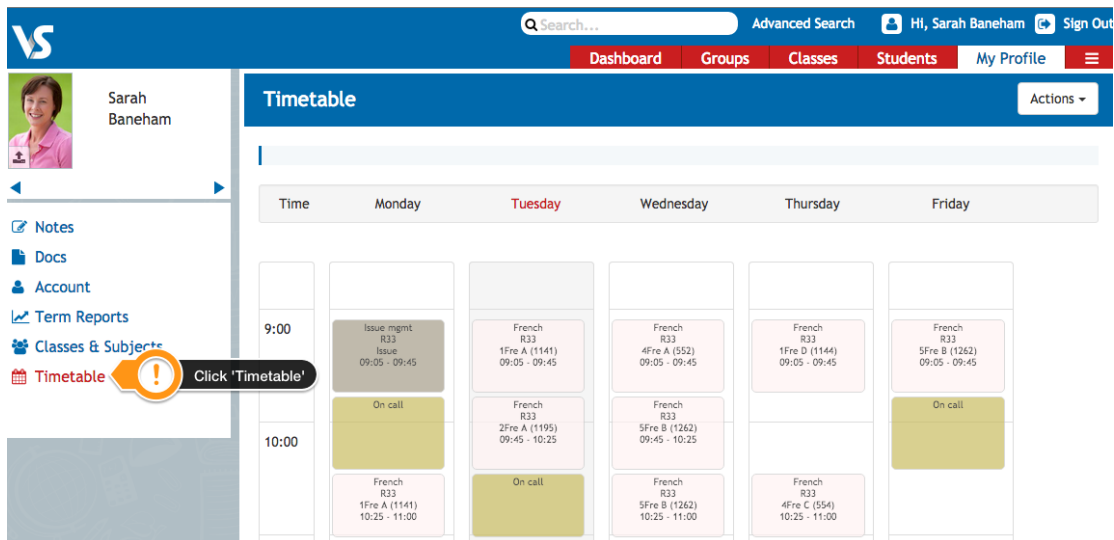 VS
Search...
Advanced Search
Hi, Sarah Baneham
Sign Out
Dashboard
Groups
Classes
Students
My Profile
Sarah
Baneham
Timetable
Actions
Notes
Docs
Account
Term Reports
Classes & Subjects
Timetable
!
Click 'Timetable'
Time
Monday
Tuesday
Wednesday
Thursday
Friday
9:00
Issue mgmt
R33
Issue
09:05 - 09:45
French
R33
1Fre A (1141)
09:05 - 09:45
French
R33
4Fre A (552)
09:05 - 09:45
French
R33
1Fre D (1144)
09:05 - 09:45
French
R33
5Fre B (1262)
09:05 - 09:45
On call
French
R33
2Fre A (1195)
09:45 - 10:25
French
R33
5Fre B (1262)
09:45 - 10:25
On call
10:00
French
R33
1Fre A (1141)
10:25 - 11:00
On call
French
R33
5Fre B (1262)
10:25 - 11:00
French
R33
4Fre C (554)
10:25 - 11:00